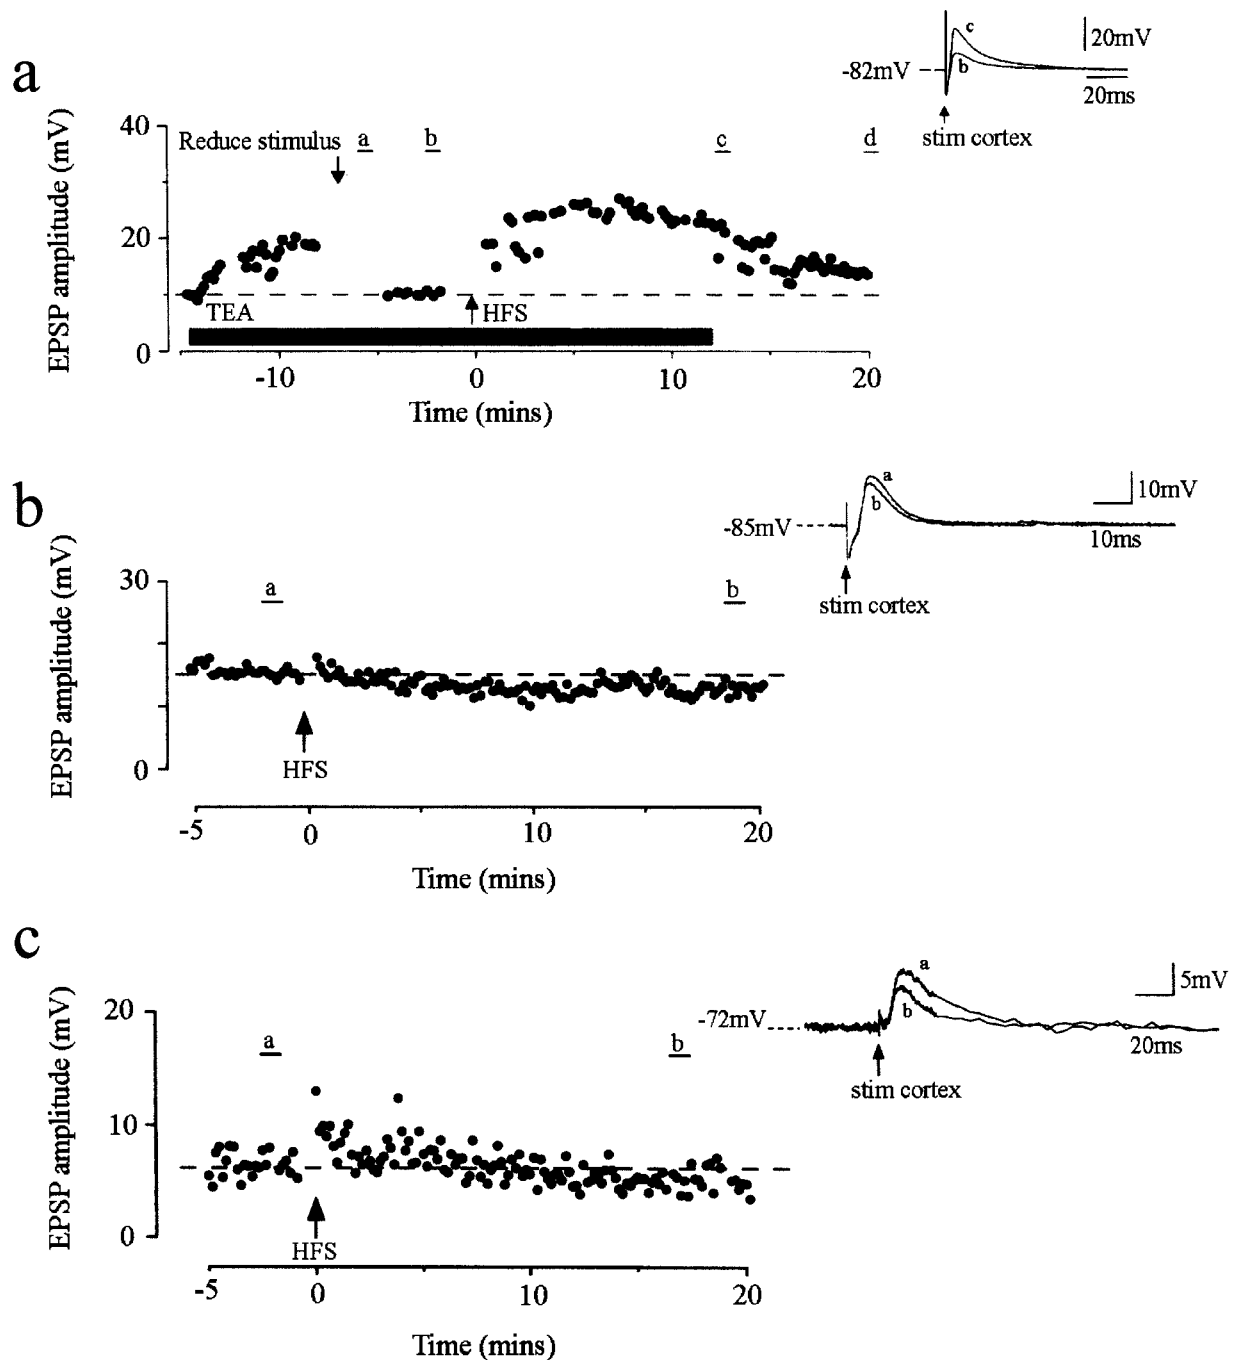 a
c
b
20mV
-82mV
20ms
stim cortex
40
Reduce stimulus
a
b
c
d
20
TEA
HFS
0
EPSP amplitude (mV)
-10
0
10
20
Time (mins)
b
a
b
10mV
-85mV
10ms
stim cortex
30
a
b
0
EPSP amplitude (mV)
HFS
-5
0
10
20
Time (mins)
c
a
b
5mV
-72mV
20ms
stim cortex
20
a
b
10
0
EPSP amplitude (mV)
HFS
-5
0
10
20
Time (mins)